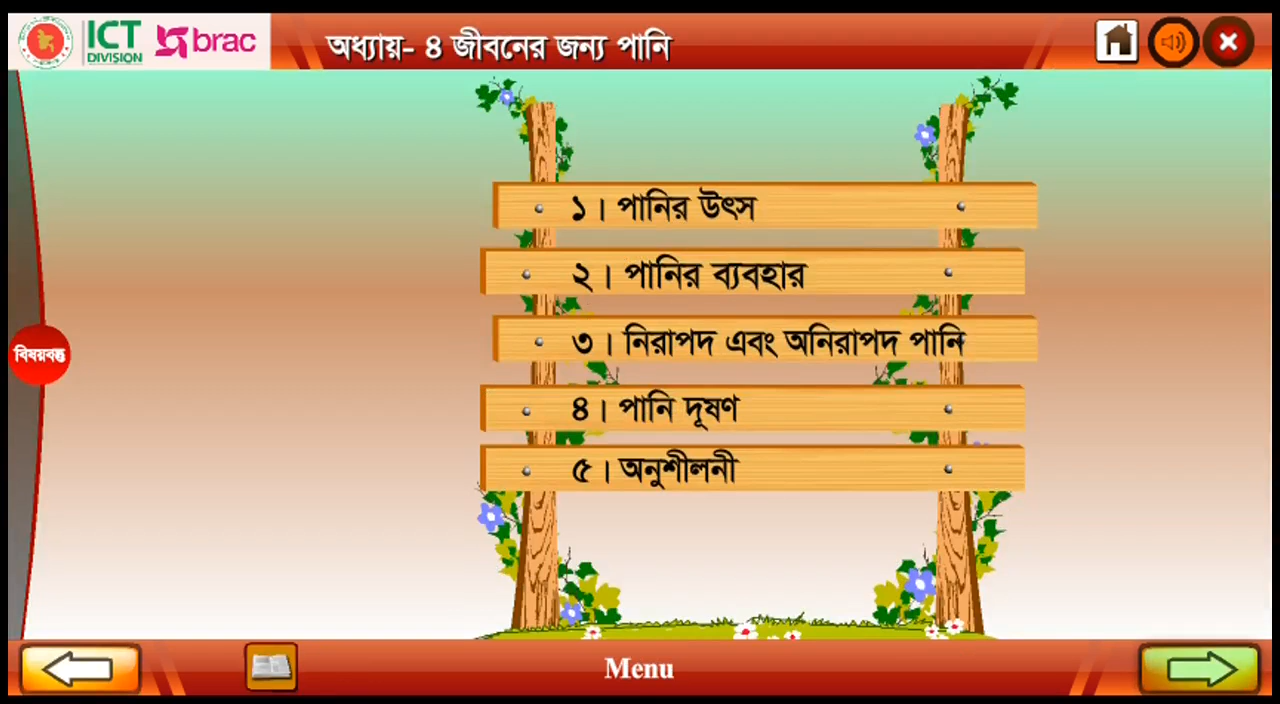 ICT
DIVISION
brac
অধ্যায়- ৪ জীবনের জন্য পানি
১। পানির উৎস
২। পানির ব্যবহার
৩। নিরাপদ এবং অনিরাপদ পানি
বিষয়বস্তু
৪। পানি দূষণ
৫। অনুশীলনী
Menu